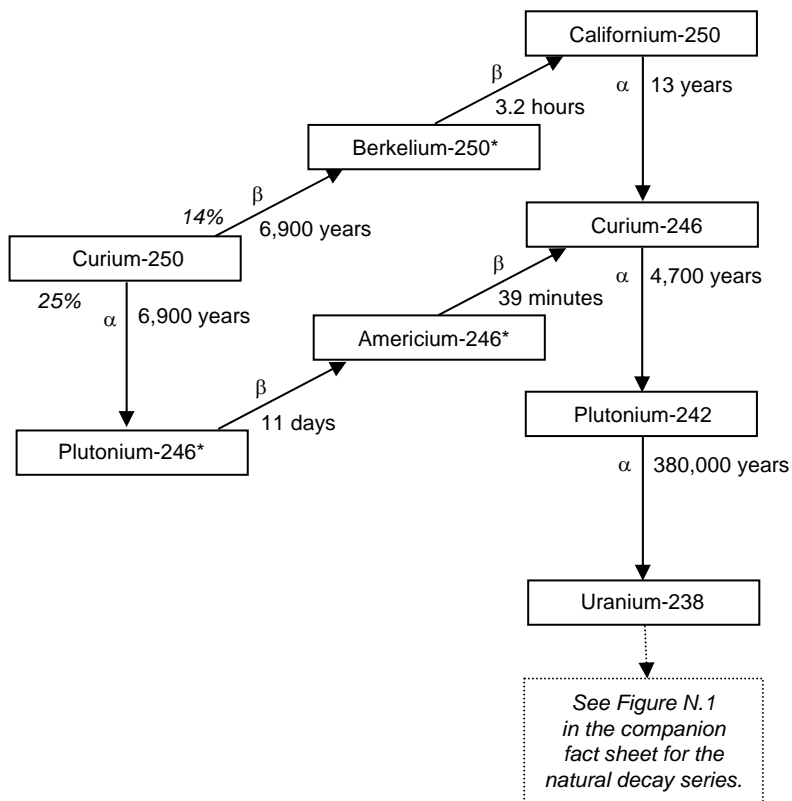 Californium-250
β
α 13 years
3.2 hours
Berkelium-250*
β
14%
6,900 years
Curium-246
Curium-250
β
α 4,700 years
25%
39 minutes
α 6,900 years
Americium-246*
β
Plutonium-242
11 days
Plutonium-246*
α 380,000 years
Uranium-238
See Figure N.1
in the companion
fact sheet for the
natural decay series.